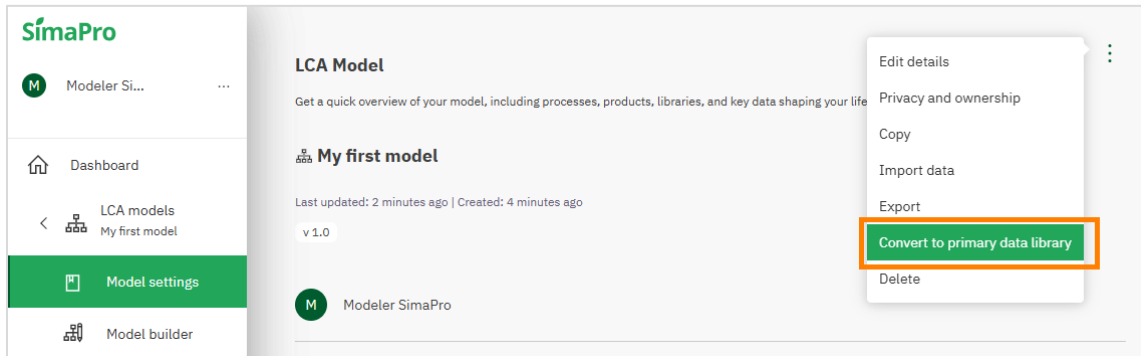 SimaPro
M
Modeler Si...
...
Dashboard
LCA models
My first model
Model settings
Model builder
LCA Model
Get a quick overview of your model, including processes, products, libraries, and key data shaping your life
My first model
Last updated: 2 minutes ago | Created: 4 minutes ago
v 1.0
M
Modeler SimaPro
Edit details
Privacy and ownership
Copy
Import data
Export
Convert to primary data library
Delete